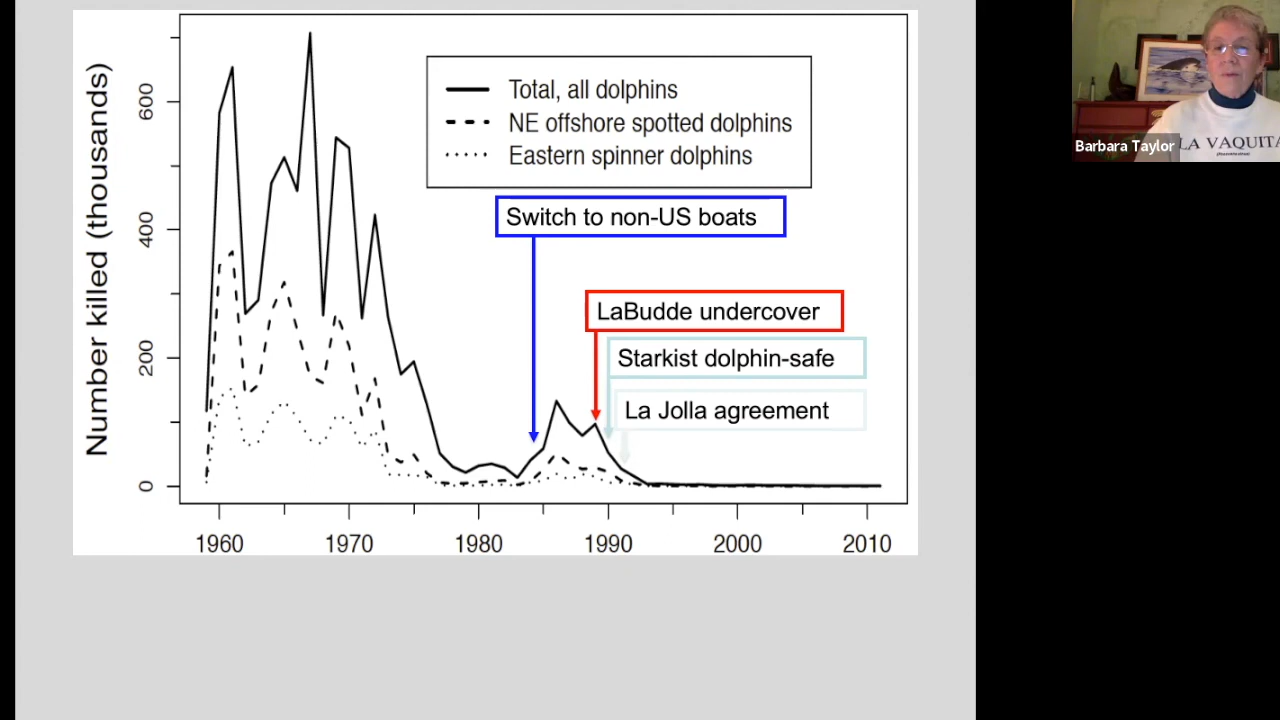 Number killed (thousands)
600
400
200
0
1960 1970 1980 1990 2000 2010
Total, all dolphins
NE offshore spotted dolphins
Eastern spinner dolphins
Switch to non-US boats
LaBudde undercover
Starkist dolphin-safe
La Jolla agreement
Barbara Taylor
LA VAQUITA